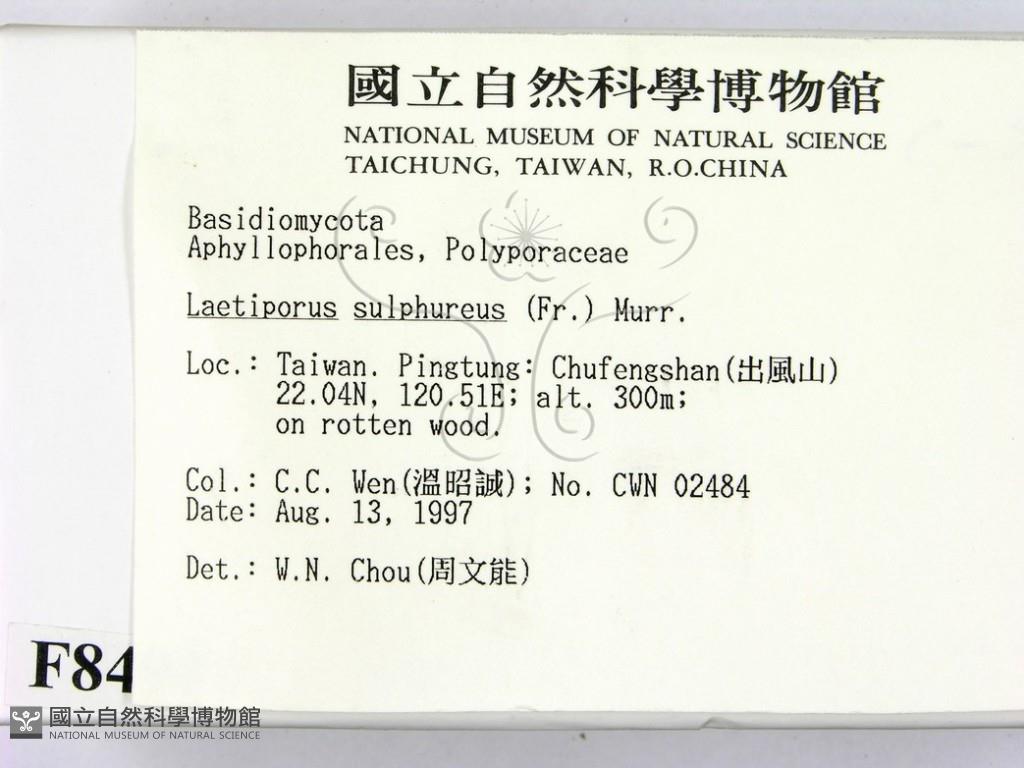 國立自然科學博物館
NATIONAL MUSEUM OF NATURAL SCIENCE
TAICHUNG, TAIWAN, R.O.CHINA
Basidiomycota
Aphyllophorales, Polyporaceae
Laetiporus sulphureus (Fr.) Murr.
Loc.: Taiwan. Pingtung: Chufengshan(出風山)
22.04N, 120.51E; alt. 300m;
on rotten wood.
Col.: C.C. Wen(溫昭誠); No. CWN 02484
Date: Aug. 13, 1997
Det.: W.N. Chou(周文能)
F84
國立自然科學博物館
NATIONAL MUSEUM OF NATURAL SCIENCE